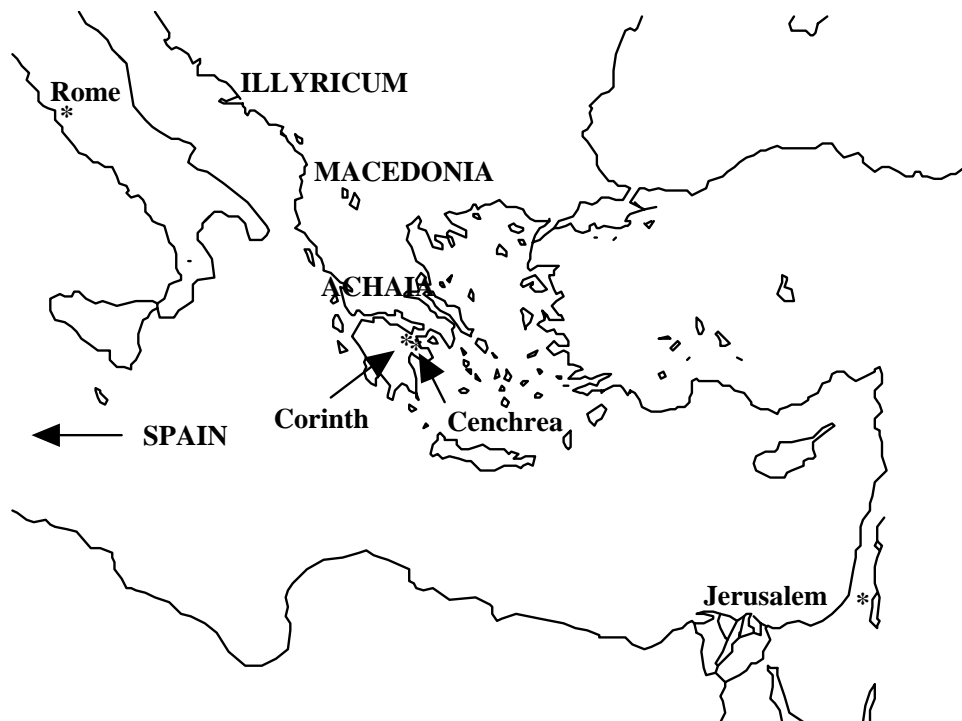 ILLYRICUM
Rome
*
MACEDONIA
ACHAIA
*
*
Corinth
Cenchrea
SPAIN
Jerusalem
*